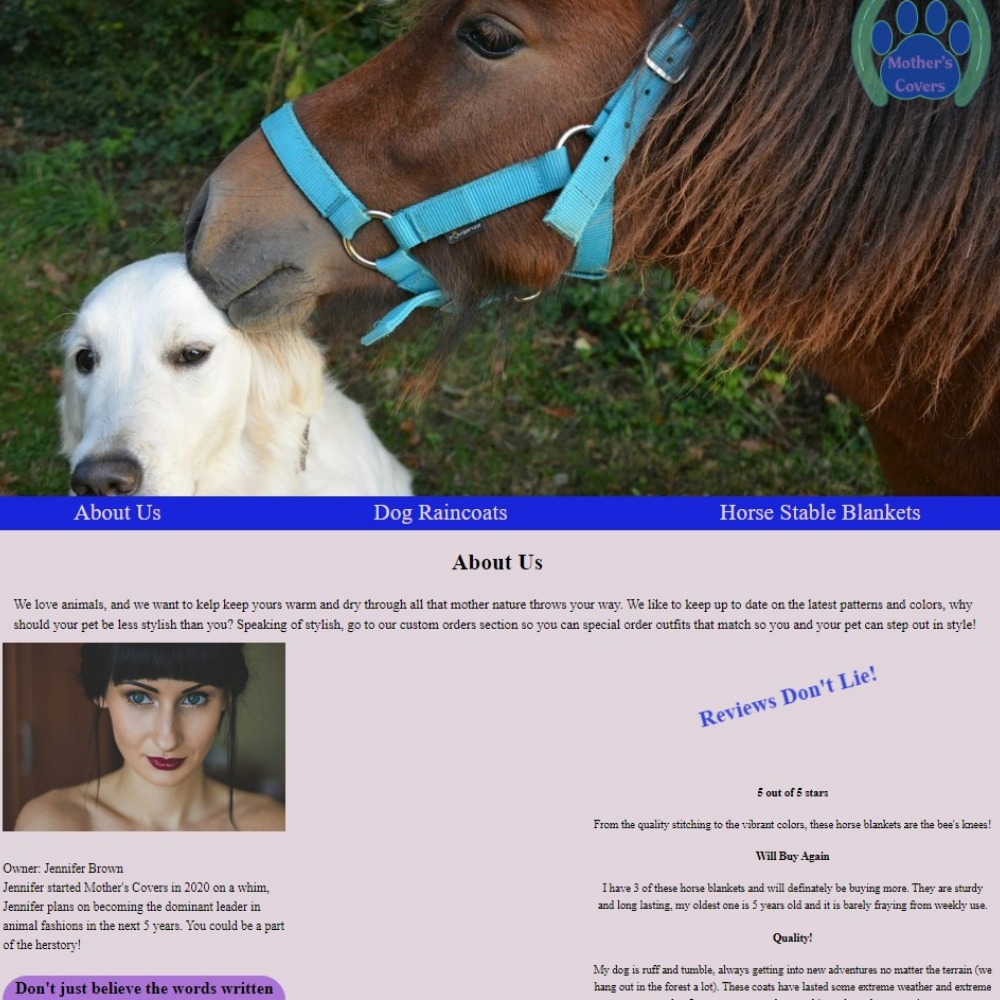 Mother's
Covers
About Us
Dog Raincoats
Horse Stable Blankets
About Us
We love animals, and we want to kelp keep yours warm and dry through all that mother nature throws your way. We like to keep up to date on the latest patterns and colors, why
should your pet be less stylish than you? Speaking of stylish, go to our custom orders section so you can special order outfits that match so you and your pet can step out in style!
Owner: Jennifer Brown
Jennifer started Mother's Covers in 2020 on a whim,
Jennifer plans on becoming the dominant leader in
animal fashions in the next 5 years. You could be a part
of the herstory!
Don't just believe the words written
Reviews Don't Lie!
5 out of 5 stars
From the quality stitching to the vibrant colors, these horse blankets are the bee's knees!
Will Buy Again
I have 3 of these horse blankets and will definately be buying more. They are sturdy
and long lasting, my oldest one is 5 years old and it is barely fraying from weekly use.
Quality!
My dog is ruff and tumble, always getting into new adventures no matter the terrain (we
hang out in the forest a lot). These coats have lasted some extreme weather and extreme